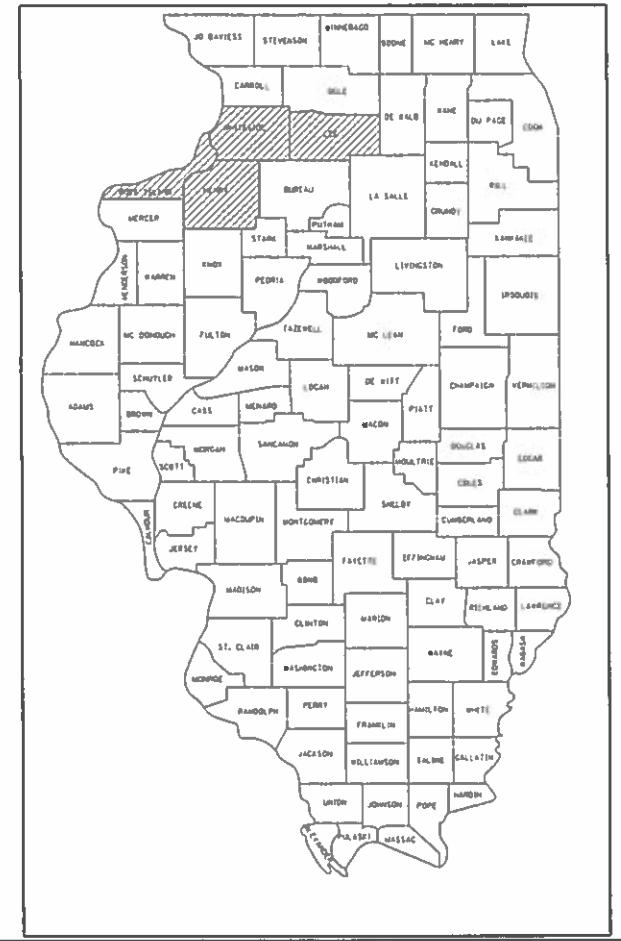 JO DAVIESS STEVENSON WINNEBAGO BOONE MC HENRY LAKE
CARROLL OGLE DE KALB KANE DU PAGE COOK
WHITESIDE LEE
KENDALL WILL
ROCK ISLAND HENRY BUREAU LA SALLE GRUNDY
MERCER PUTNAM KANKAKEE
STARK MARSHALL
HENDERSON WARREN KNOX PEORIA WOODFORD LIVINGSTON IROQUOIS
HANCOCK MC DONOUGH FULTON TAZEWELL MC LEAN FORD
SCHUYLER MASON
ADAMS BROWN CASS MENARD LOGAN DE WITT PIATT CHAMPAIGN VERMILION
MACON
PIKE SCOTT MORGAN SANGAMON MOULTRIE DOUGLAS EDGAR
CHRISTIAN COLES
CALHOUN GREENE MACOUPIN MONTGOMERY SHELBY CUMBERLAND CLARK
JERSEY FAYETTE EFFINGHAM JASPER CRAWFORD
MADISON BOND CLAY RICHLAND LAWRENCE
CLINTON MARION
ST. CLAIR WASHINGTON WAYNE EDWARDS WABASH
MONROE JEFFERSON
RANDOLPH PERRY HAMILTON WHITE
FRANKLIN
JACKSON WILLIAMSON SALINE GALLATIN
UNION JOHNSON POPE HARDIN
ALEXANDER PULASKI MASSAC